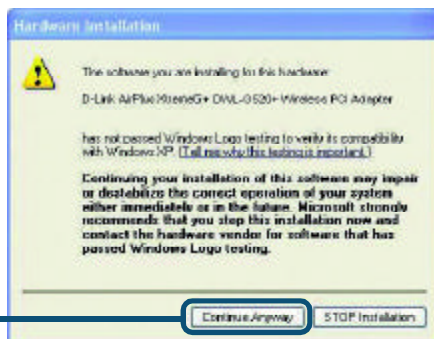 Hardware Installation
The software you are installing for this hardware:
D-Link AirPlus XtremeG+ DWL-G520+ Wireless PCI Adapter
has not passed Windows Logo testing to verify its compatibility
with Windows XP. (Tell me why this testing is important.)
Continuing your installation of this software may impair
or destabilize the correct operation of your system
either immediately or in the future. Microsoft strongly
recommends that you stop this installation now and
contact the hardware vendor for software that has
passed Windows Logo testing.
Continue Anyway STOP Installation